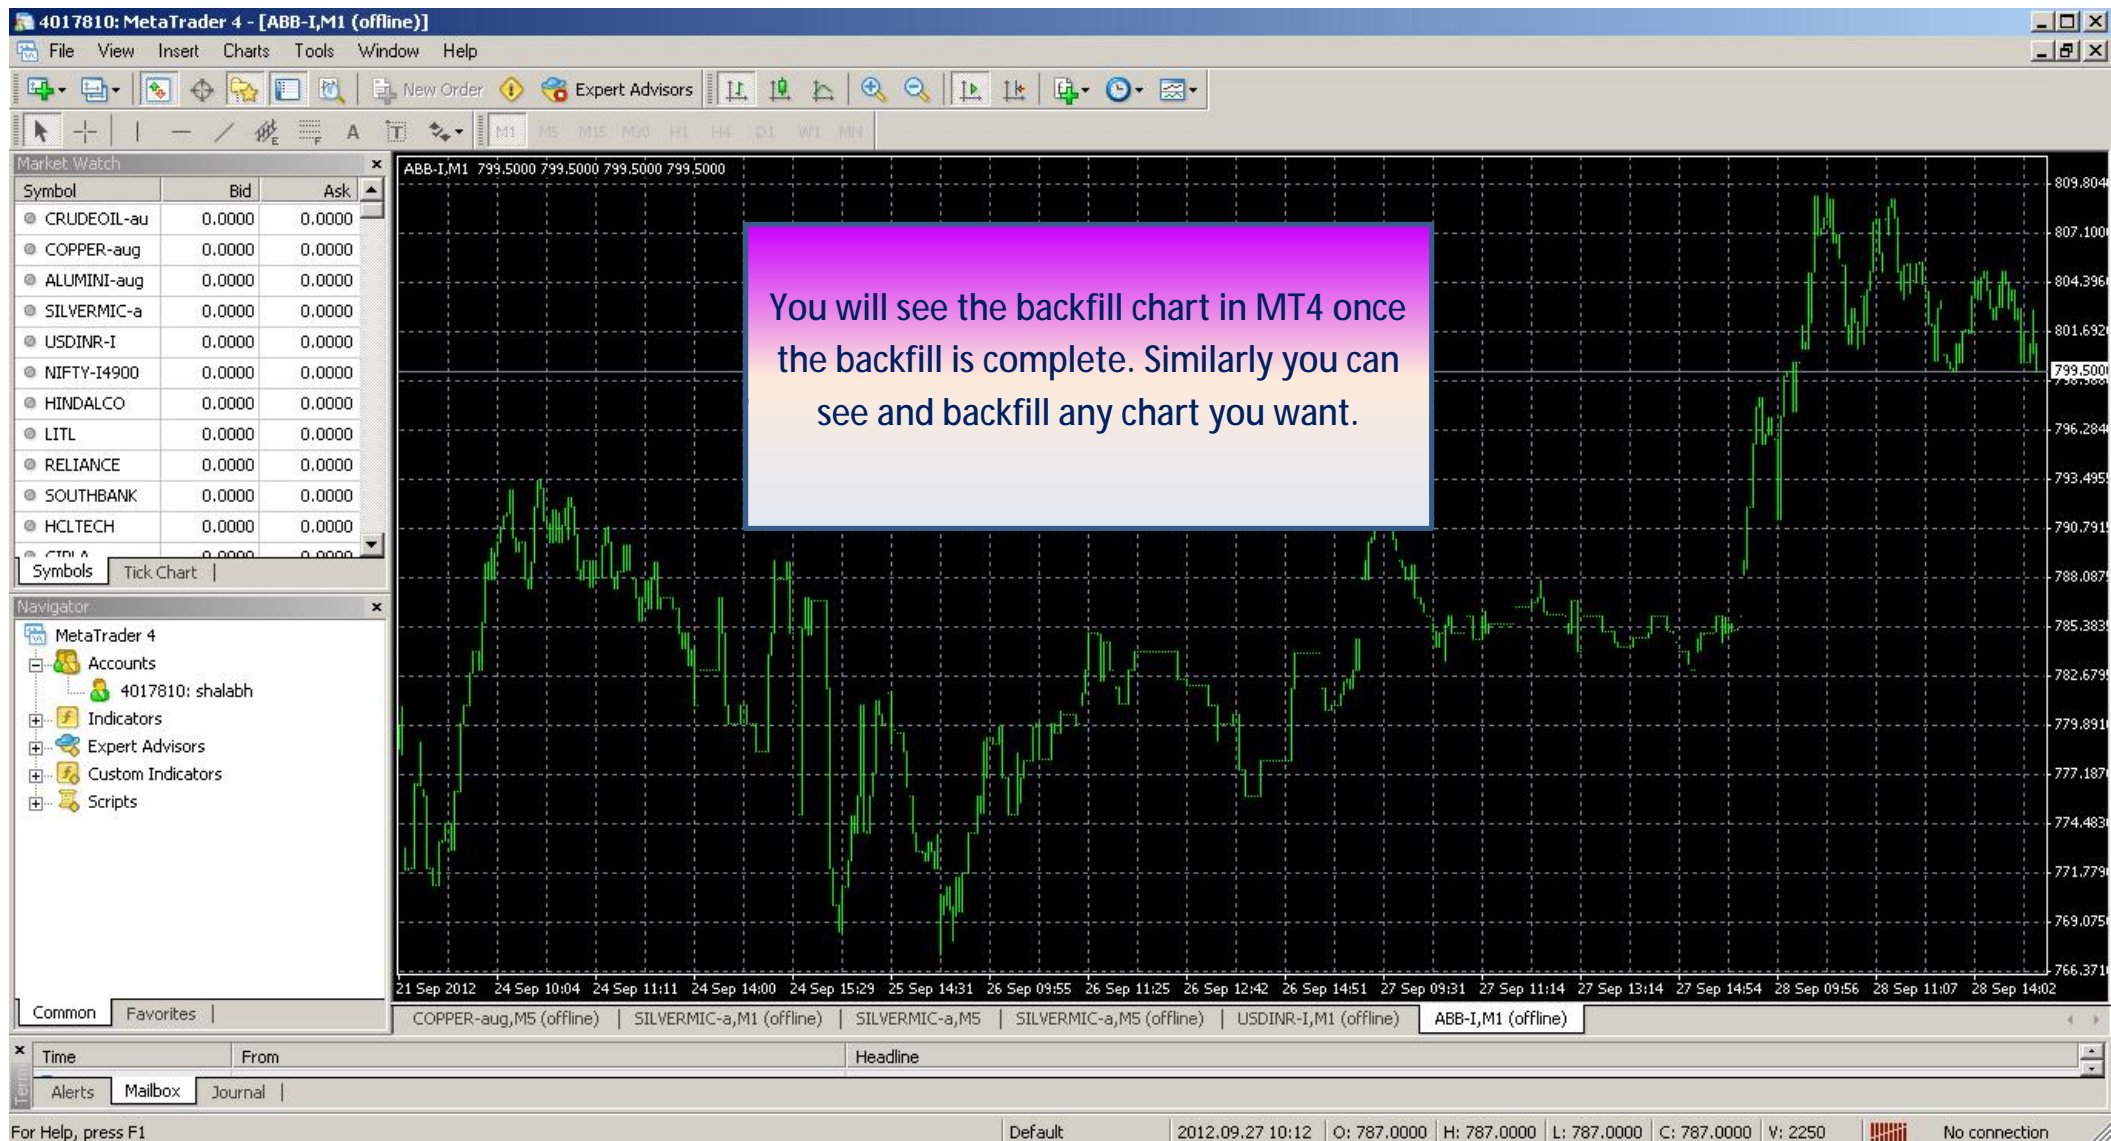 4017810: MetaTrader 4 - [ABB-I,M1 (offline)]
File View Insert Charts Tools Window Help
New Order Expert Advisors
A T M1 M5 M15 M30 H1 H4 D1 W1 MN
Market Watch
Symbol Bid Ask
CRUDEOIL-au 0.0000 0.0000
COPPER-aug 0.0000 0.0000
ALUMINI-aug 0.0000 0.0000
SILVERMIC-a 0.0000 0.0000
USDINR-I 0.0000 0.0000
NIFTY-I4900 0.0000 0.0000
HINDALCO 0.0000 0.0000
LITL 0.0000 0.0000
RELIANCE 0.0000 0.0000
SOUTHBANK 0.0000 0.0000
HCLTECH 0.0000 0.0000
CIPLA 0.0000 0.0000
Symbols Tick Chart
Navigator
MetaTrader 4
Accounts
4017810: shalabh
Indicators
Expert Advisors
Custom Indicators
Scripts
Common Favorites
ABB-I,M1 799.5000 799.5000 799.5000 799.5000
You will see the backfill chart in MT4 once
the backfill is complete. Similarly you can
see and backfill any chart you want.
809.804
807.100
804.396
801.692
799.500
796.284
793.495
790.791
788.087
785.383
782.679
779.891
777.187
774.483
771.779
769.075
766.371
21 Sep 2012 24 Sep 10:04 24 Sep 11:11 24 Sep 14:00 24 Sep 15:29 25 Sep 14:31 26 Sep 09:55 26 Sep 11:25 26 Sep 12:42 26 Sep 14:51 27 Sep 09:31 27 Sep 11:14 27 Sep 13:14 27 Sep 14:54 28 Sep 09:56 28 Sep 11:07 28 Sep 14:02
COPPER-aug,M5 (offline) SILVERMIC-a,M1 (offline) SILVERMIC-a,M5 SILVERMIC-a,M5 (offline) USDINR-I,M1 (offline) ABB-I,M1 (offline)
Time From Headline
Alerts Mailbox Journal
For Help, press F1 Default 2012.09.27 10:12 O: 787.0000 H: 787.0000 L: 787.0000 C: 787.0000 V: 2250 No connection